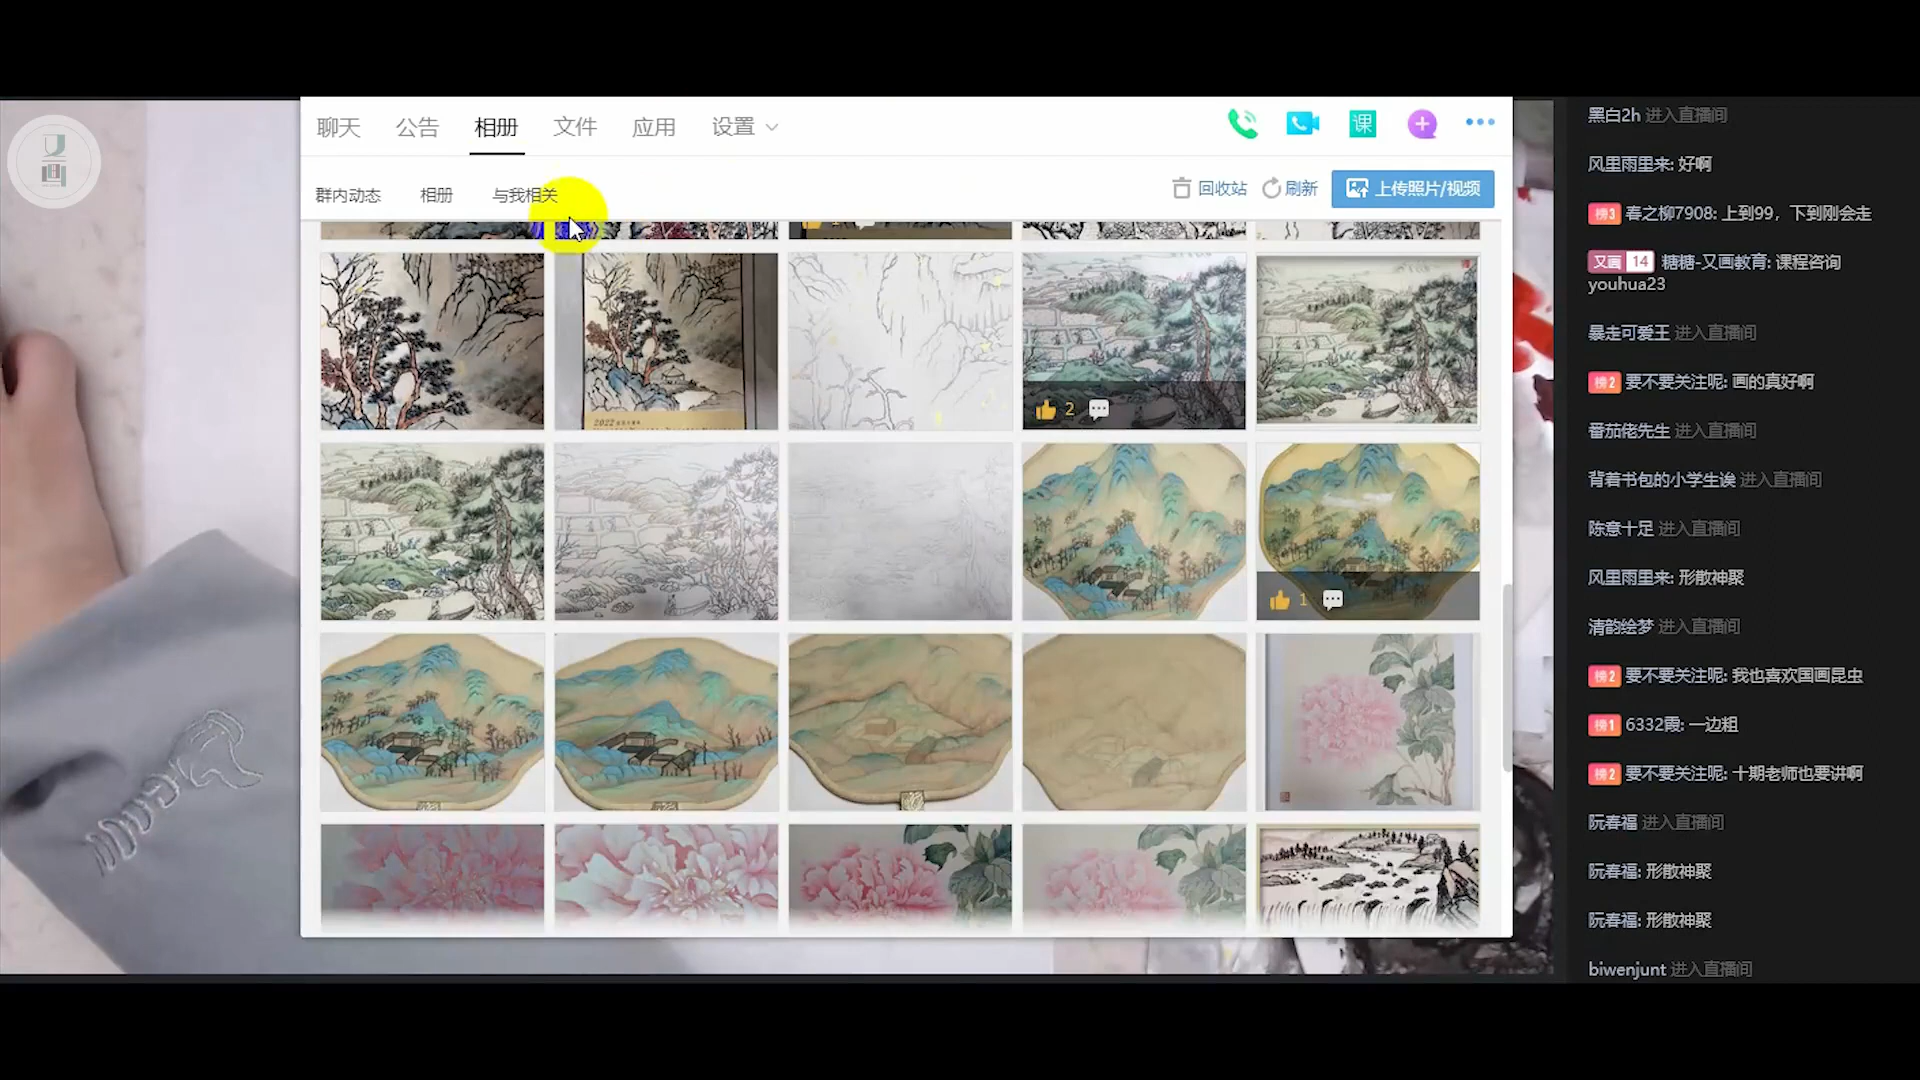 聊天 公告 相册 文件 应用 设置
课
群内动态 相册 与我相关 回收站 刷新 上传照片/视频
2022
2
1
黑白2h 进入直播间
风里雨里来: 好啊
榜3 春之柳7908: 上到99，下到刚会走
又画 14 糖糖-又画教育: 课程咨询
youhua23
暴走可爱王 进入直播间
榜2 要不要关注呢: 画的真好啊
番茄佬先生 进入直播间
背着书包的小学生诶 进入直播间
陈意十足 进入直播间
风里雨里来: 形散神聚
清韵绘梦 进入直播间
榜2 要不要关注呢: 我也喜欢国画昆虫
榜1 6332霞: 一边粗
榜2 要不要关注呢: 十期老师也要讲啊
阮春福 进入直播间
阮春福: 形散神聚
阮春福: 形散神聚
biwenjunt 进入直播间